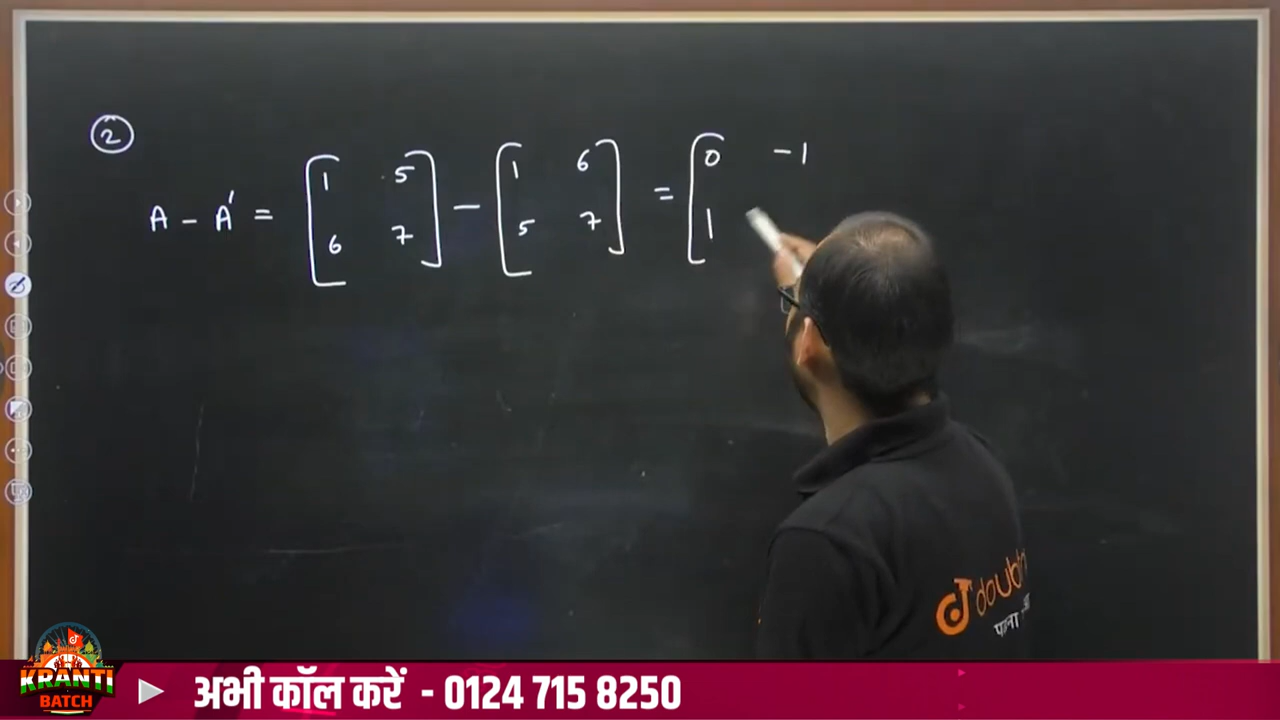 2
A - A' = [1 5 - [1 6 = [0 -1
6 7] 5 7] 1
doubt
KRANTI
BATCH
अभी कॉल करें - 0124 715 8250